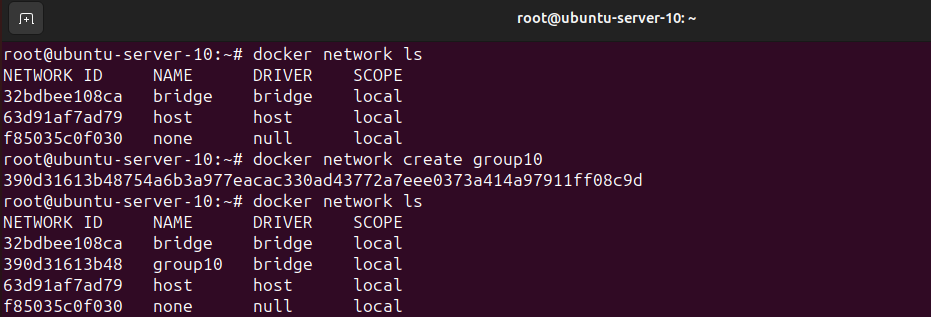 root@ubuntu-server-10: ~
root@ubuntu-server-10:~# docker network ls
NETWORK ID     NAME      DRIVER    SCOPE
32bdbee108ca   bridge    bridge    local
63d91af7ad79   host      host      local
f85035c0f030   none      null      local
root@ubuntu-server-10:~# docker network create group10
390d31613b48754a6b3a977eacac330ad43772a7eee0373a414a97911ff08c9d
root@ubuntu-server-10:~# docker network ls
NETWORK ID     NAME      DRIVER    SCOPE
32bdbee108ca   bridge    bridge    local
390d31613b48   group10   bridge    local
63d91af7ad79   host      host      local
f85035c0f030   none      null      local